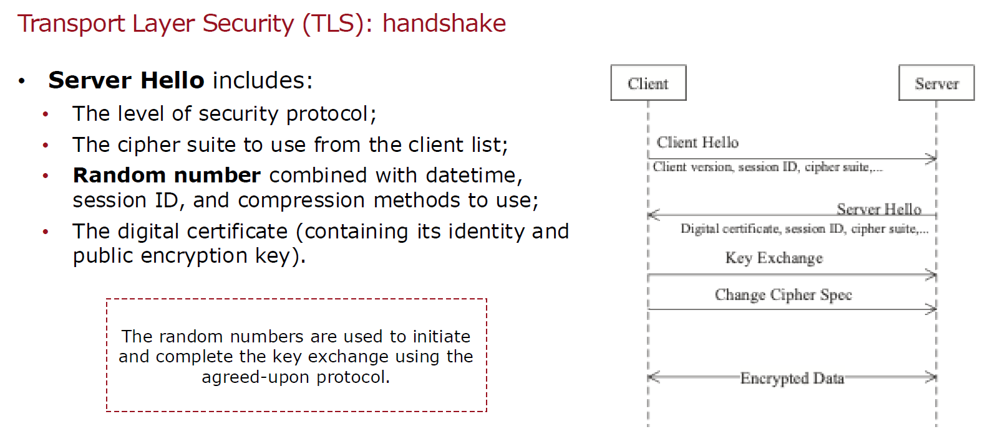 Transport Layer Security (TLS): handshake
• Server Hello includes:
• The level of security protocol;
• The cipher suite to use from the client list;
• Random number combined with datetime,
session ID, and compression methods to use;
• The digital certificate (containing its identity and
public encryption key).
The random numbers are used to initiate
and complete the key exchange using the
agreed-upon protocol.
Client
Server
Client Hello
Client version, session ID, cipher suite,...
Server Hello
Digital certificate, session ID, cipher suite,...
Key Exchange
Change Cipher Spec
Encrypted Data